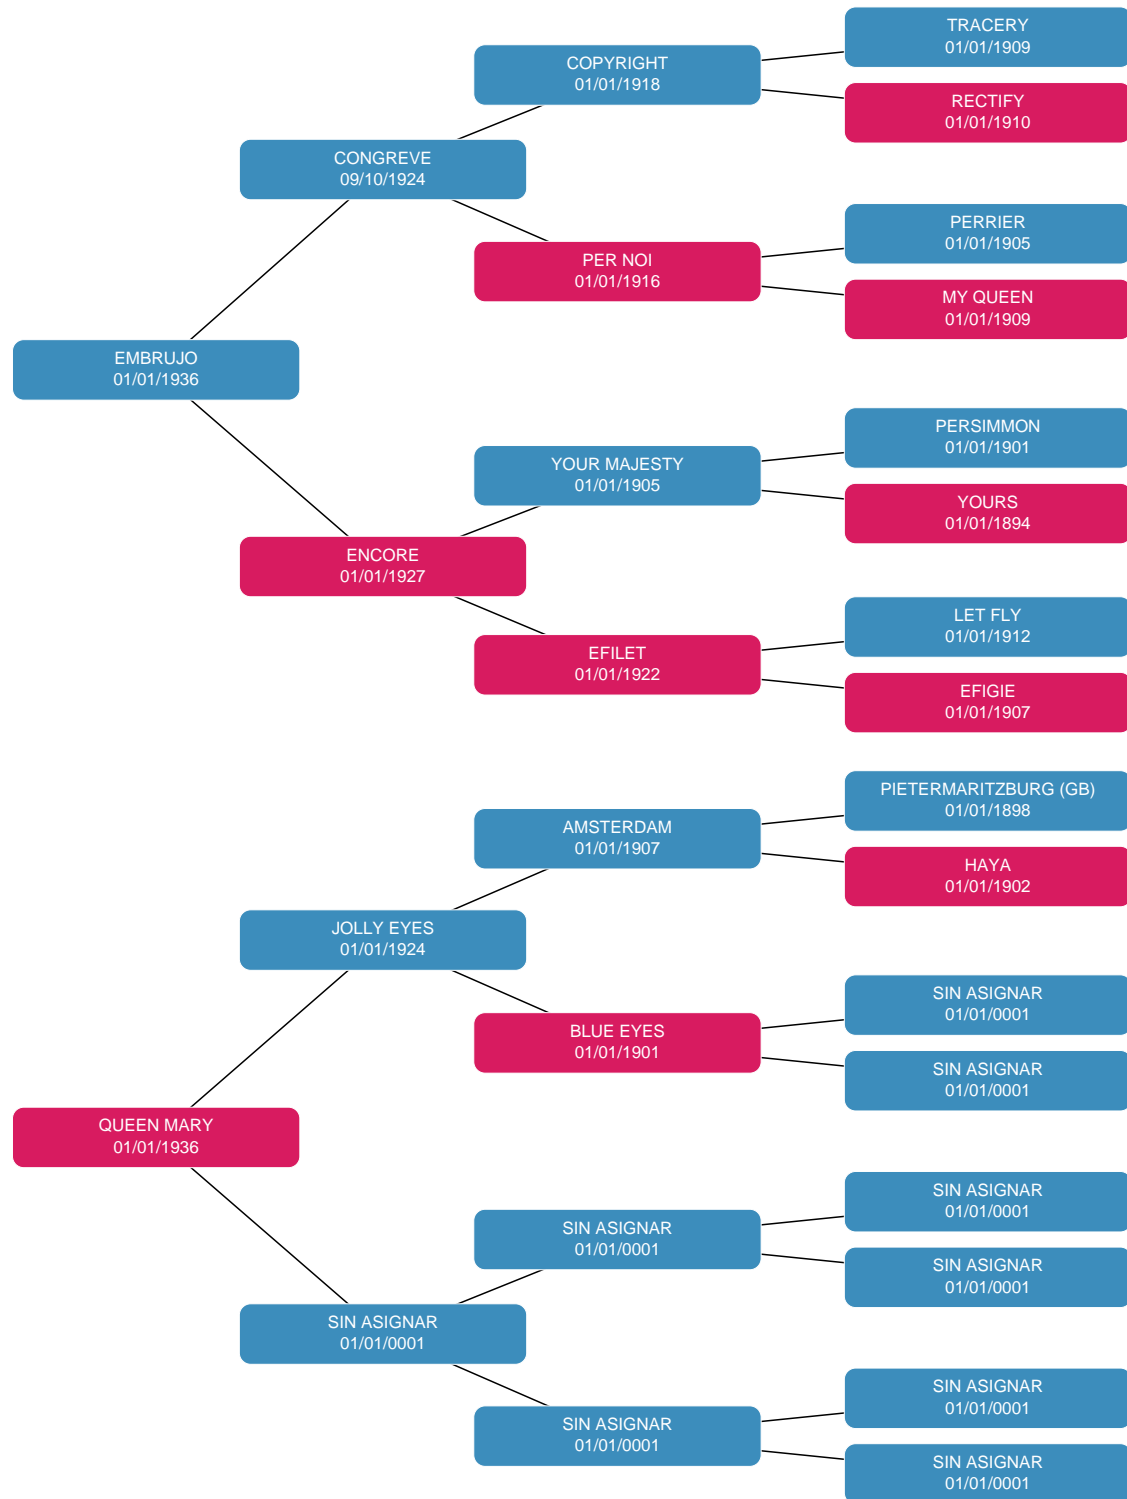 TRACERY
01/01/1909
COPYRIGHT
01/01/1918
RECTIFY
01/01/1910
CONGREVE
09/10/1924
PERRIER
01/01/1905
PER NOI
01/01/1916
MY QUEEN
01/01/1909
EMBRUJO
01/01/1936
PERSIMMON
01/01/1901
YOUR MAJESTY
01/01/1905
YOURS
01/01/1894
ENCORE
01/01/1927
LET FLY
01/01/1912
EFILET
01/01/1922
EFIGIE
01/01/1907
PIETERMARITZBURG (GB)
01/01/1898
AMSTERDAM
01/01/1907
HAYA
01/01/1902
JOLLY EYES
01/01/1924
SIN ASIGNAR
01/01/0001
BLUE EYES
01/01/1901
SIN ASIGNAR
01/01/0001
QUEEN MARY
01/01/1936
SIN ASIGNAR
01/01/0001
SIN ASIGNAR
01/01/0001
SIN ASIGNAR
01/01/0001
SIN ASIGNAR
01/01/0001
SIN ASIGNAR
01/01/0001
SIN ASIGNAR
01/01/0001
SIN ASIGNAR
01/01/0001